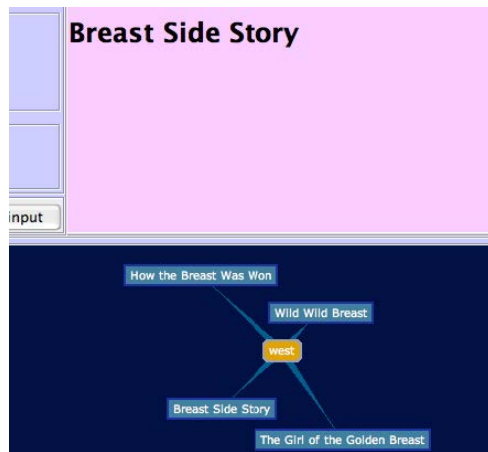 Breast Side Story
input
How the Breast Was Won
Wild Wild Breast
west
Breast Side Story
The Girl of the Golden Breast